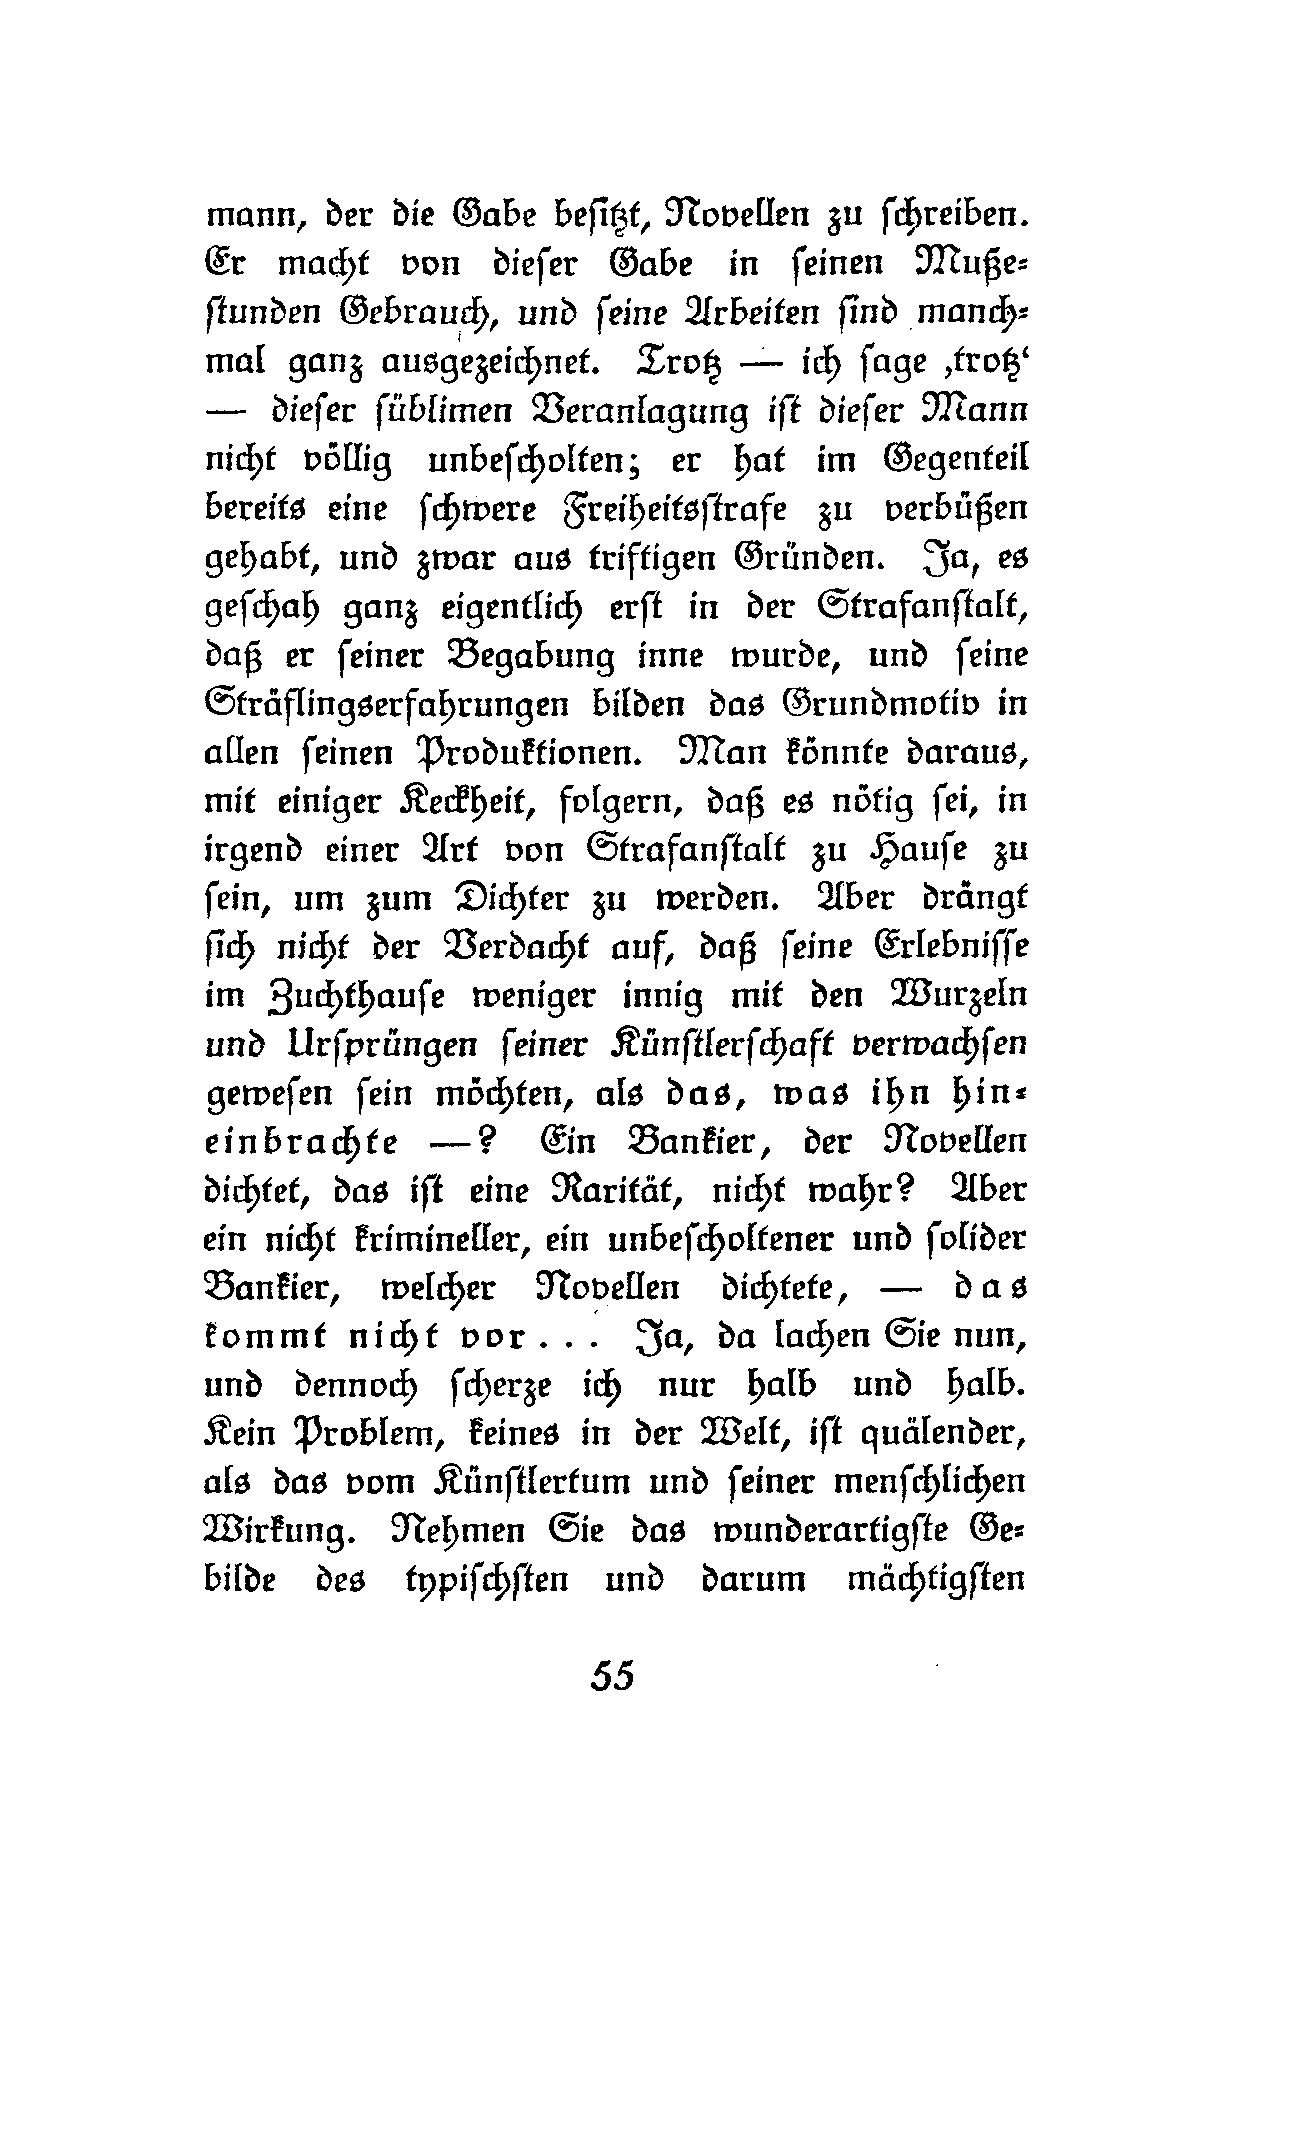 mann, der die Gabe besitzt, Novellen zu schreiben.
Er macht von dieser Gabe in seinen Muße-
stunden Gebrauch, und seine Arbeiten sind manch-
mal ganz ausgezeichnet. Trotz — ich sage ‚trotz‘
— dieser süblimen Veranlagung ist dieser Mann
nicht völlig unbescholten; er hat im Gegenteil
bereits eine schwere Freiheitsstrafe zu verbüßen
gehabt, und zwar aus triftigen Gründen. Ja, es
geschah ganz eigentlich erst in der Strafanstalt,
daß er seiner Begabung inne wurde, und seine
Sträflingserfahrungen bilden das Grundmotiv in
allen seinen Produktionen. Man könnte daraus,
mit einiger Keckheit, folgern, daß es nötig sei, in
irgend einer Art von Strafanstalt zu Hause zu
sein, um zum Dichter zu werden. Aber drängt
sich nicht der Verdacht auf, daß seine Erlebnisse
im Zuchthause weniger innig mit den Wurzeln
und Ursprüngen seiner Künstlerschaft verwachsen
gewesen sein möchten, als das, was ihn hin-
einbrachte —? Ein Bankier, der Novellen
dichtet, das ist eine Rarität, nicht wahr? Aber
ein nicht krimineller, ein unbescholtener und solider
Bankier, welcher Novellen dichtete, — das
kommt nicht vor . . . Ja, da lachen Sie nun,
und dennoch scherze ich nur halb und halb.
Kein Problem, keines in der Welt, ist quälender,
als das vom Künstlertum und seiner menschlichen
Wirkung. Nehmen Sie das wunderartigste Ge-
bilde des typischsten und darum mächtigsten
55